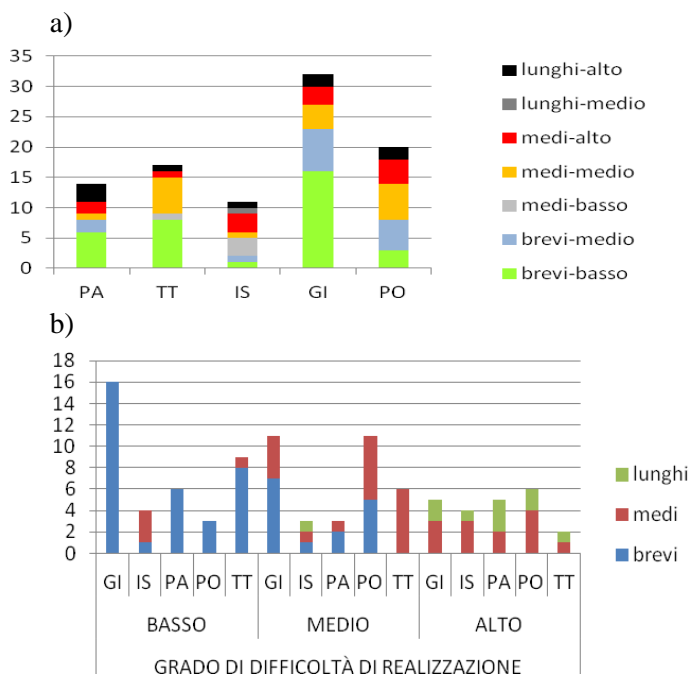 a)
35
30
25
20
15
10
5
0
PA TT IS GI PO
lunghi-alto
lunghi-medio
medi-alto
medi-medio
medi-basso
brevi-medio
brevi-basso
b)
18
16
14
12
10
8
6
4
2
0
GI IS PA PO TT GI IS PA PO TT GI IS PA PO TT
BASSO MEDIO ALTO
GRADO DI DIFFICOLTÀ DI REALIZZAZIONE
lunghi
medi
brevi